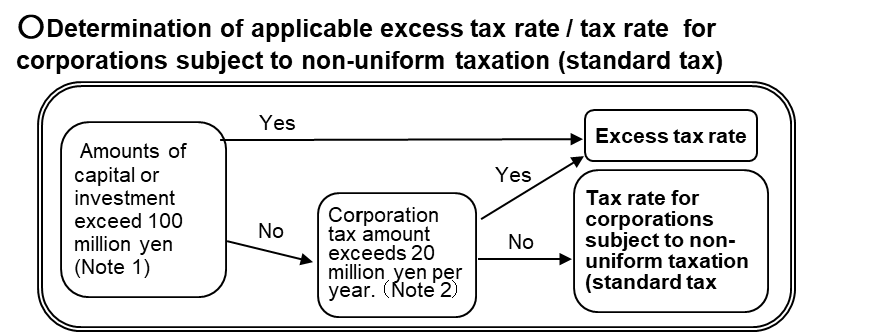 ○Determination of applicable excess tax rate / tax rate for
corporations subject to non-uniform taxation (standard tax)
Yes
Excess tax rate
Amounts of
capital or
investment
exceed 100
million yen
(Note 1)
Yes
No
Corporation
tax amount
exceeds 20
million yen per
year.（Note 2）
No
Tax rate for
corporations
subject to non-
uniform taxation
(standard tax